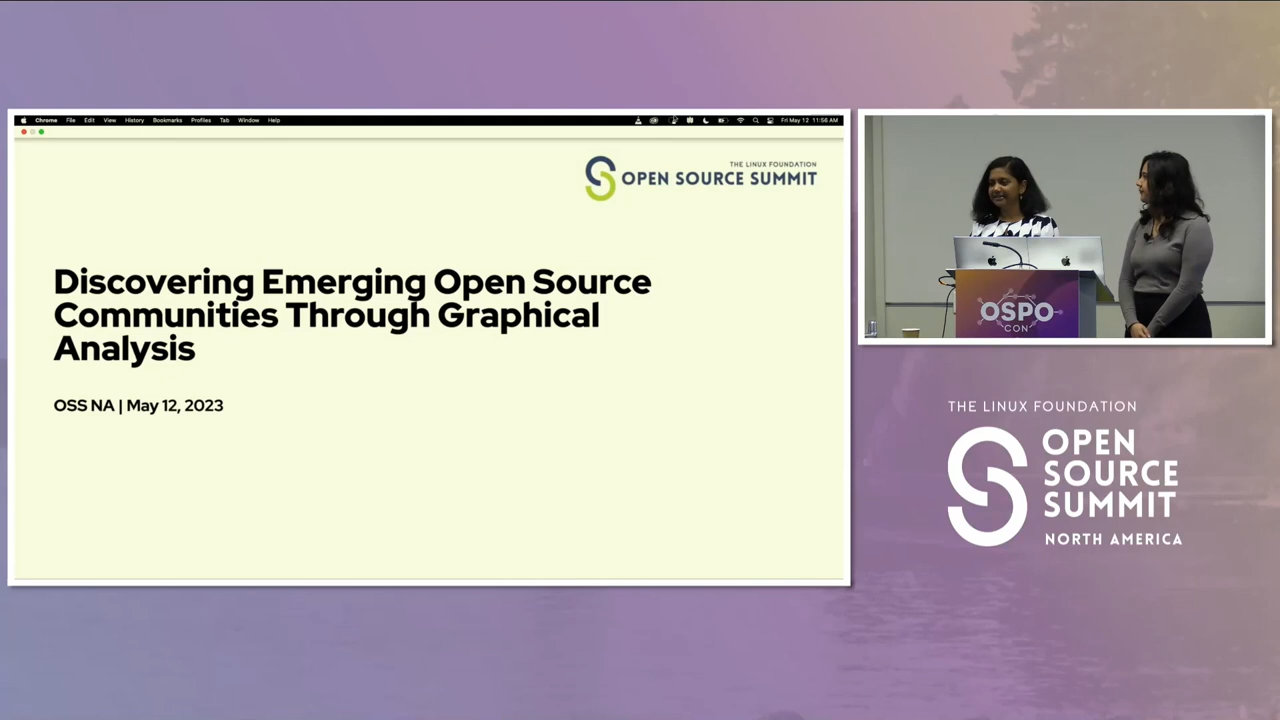 Chrome File Edit View History Bookmarks Profiles Tab Window Help
Fri May 12 11:56 AM
THE LINUX FOUNDATION
OPEN SOURCE SUMMIT
Discovering Emerging Open Source
Communities Through Graphical
Analysis
OSS NA | May 12, 2023
OSPO
CON
THE LINUX FOUNDATION
OPEN
SOURCE
SUMMIT
NORTH AMERICA